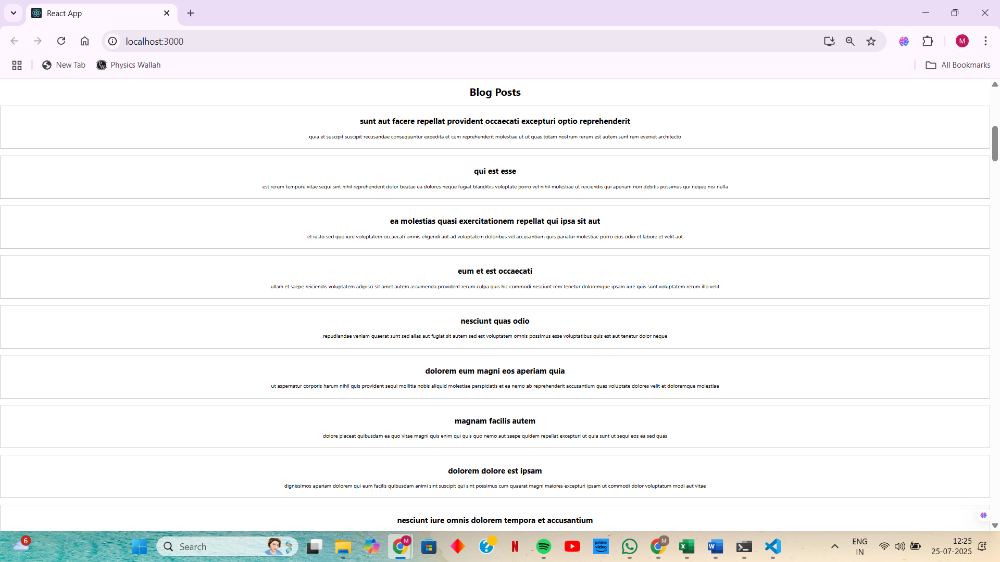 React App
localhost:3000
M
New Tab
Physics Wallah
All Bookmarks
Blog Posts
sunt aut facere repellat provident occaecati excepturi optio reprehenderit
quia et suscipit suscipit recusandae consequuntur expedita et cum reprehenderit molestiae ut ut quas totam nostrum rerum est autem sunt rem eveniet architecto
qui est esse
est rerum tempore vitae sequi sint nihil reprehenderit dolor beatae ea dolores neque fugiat blanditiis voluptate porro vel nihil molestiae ut reiciendis qui aperiam non debitis possimus qui neque nisi nulla
ea molestias quasi exercitationem repellat qui ipsa sit aut
et iusto sed quo iure voluptatem occaecati omnis eligendi aut ad voluptatem doloribus vel accusantium quis pariatur molestiae porro eius odio et labore et velit aut
eum et est occaecati
ullam et saepe reiciendis voluptatem adipisci sit amet autem assumenda provident rerum culpa quis hic commodi nesciunt rem tenetur doloremque ipsam iure quis sunt voluptatem rerum illo velit
nesciunt quas odio
repudiandae veniam quaerat sunt sed alias aut fugiat sit autem sed est voluptatem omnis possimus esse voluptatibus quis est aut tenetur dolor neque
dolorem eum magni eos aperiam quia
ut aspernatur corporis harum nihil quis provident sequi mollitia nobis aliquid molestiae perspiciatis et ea nemo ab reprehenderit accusantium quas voluptate dolores velit et doloremque molestiae
magnam facilis autem
dolore placeat quibusdam ea quo vitae magni quis enim qui quis quo nemo aut saepe quidem repellat excepturi ut quia sunt ut sequi eos ea sed quas
dolorem dolore est ipsam
dignissimos aperiam dolorem qui eum facilis quibusdam animi sint suscipit qui sint possimus cum quaerat magni maiores excepturi ipsam ut commodi dolor voluptatum modi aut vitae
nesciunt iure omnis dolorem tempora et accusantium
6
Search
M
prime video
M
ENG
IN
12:25
25-07-2025